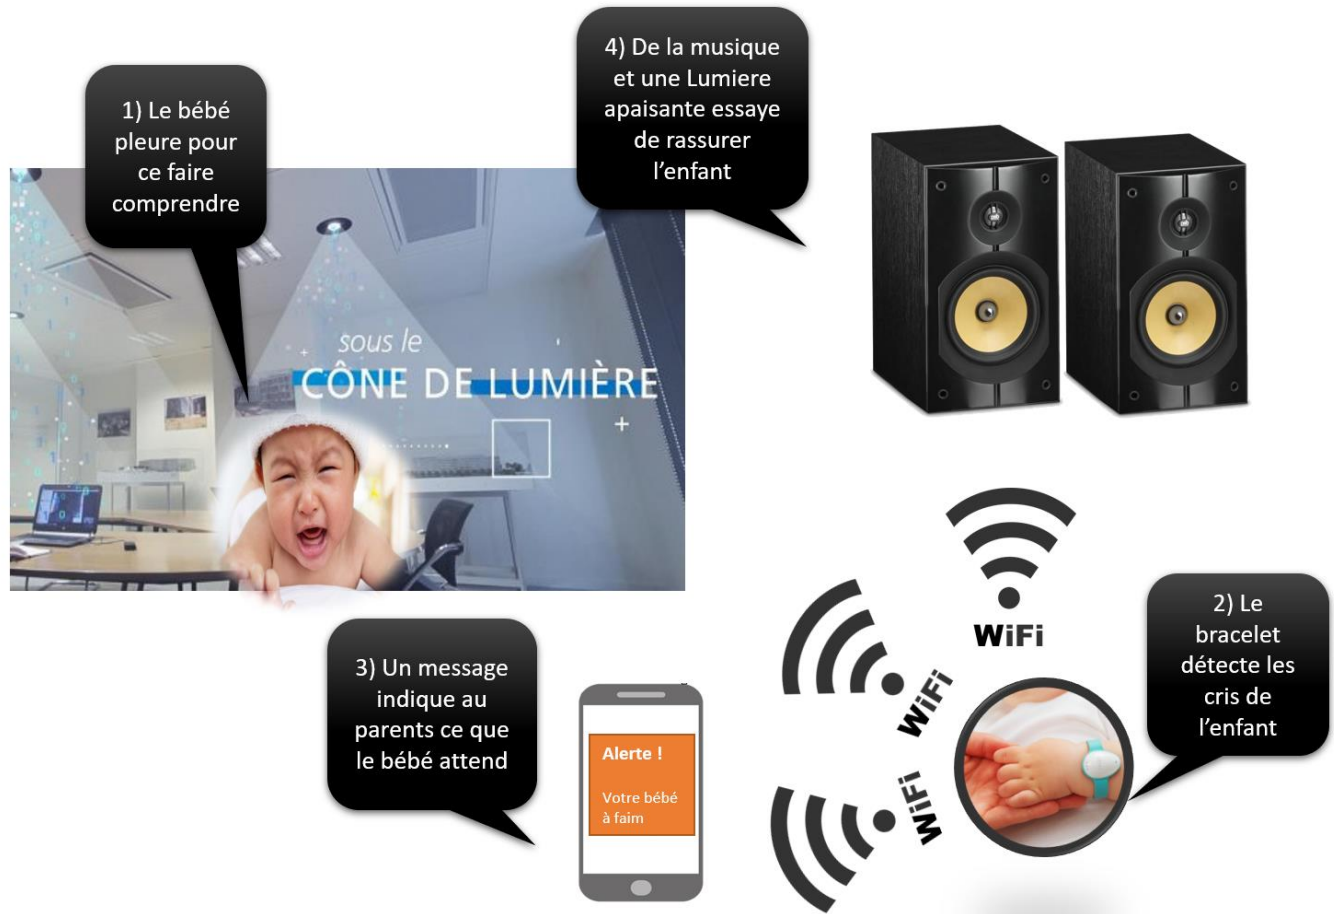 1) Le bébé
pleure pour
ce faire
comprendre
4) De la musique
et une Lumiere
apaisante essaye
de rassurer
l'enfant
sous le
CÔNE DE LUMIÈRE
2) Le
bracelet
détecte les
cris de
l'enfant
WiFi
WiFi
WiFi
3) Un message
indique au
parents ce que
le bébé attend
Alerte !
Votre bébé
à faim